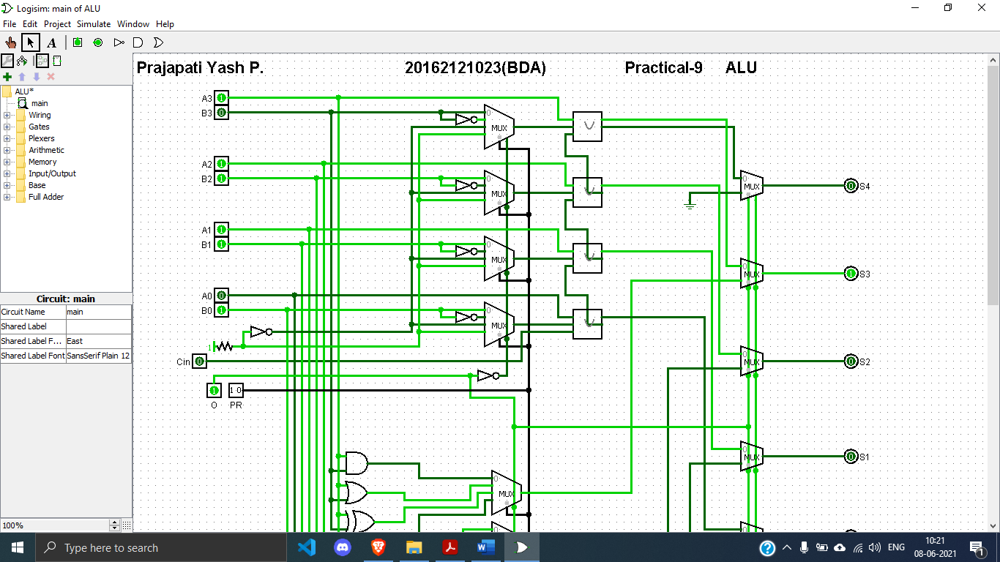 Logisim: main of ALU
File Edit Project Simulate Window Help
Prajapati Yash P. 20162121023(BDA) Practical-9 ALU
ALU*
main
Wiring
Gates
Plexers
Arithmetic
Memory
Input/Output
Base
Full Adder
Circuit: main
Circuit Name main
Shared Label
Shared Label F... East
Shared Label Font SansSerif Plain 12
100%
A3 1
B3 0
0
MUX
A2 1
B2 1
0
MUX
0
MUX
0 S4
A1 1
B1 1
0
MUX
0
MUX
1 S3
A0 0
B0 1
0
MUX
1
Cin 0
0
MUX
0 S2
1 1 0
O PR
0
MUX
0 S1
0
MUX
Type here to search
ENG
10:21
08-06-2021
1